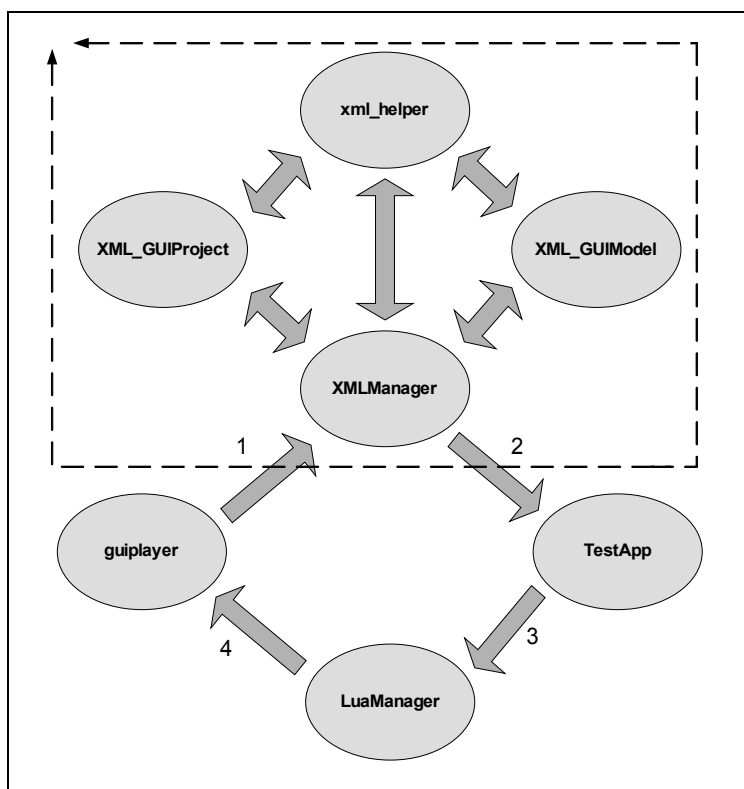 xml_helper
XML_GUIProject
XML_GUIModel
XMLManager
1
2
guiplayer
TestApp
4
3
LuaManager